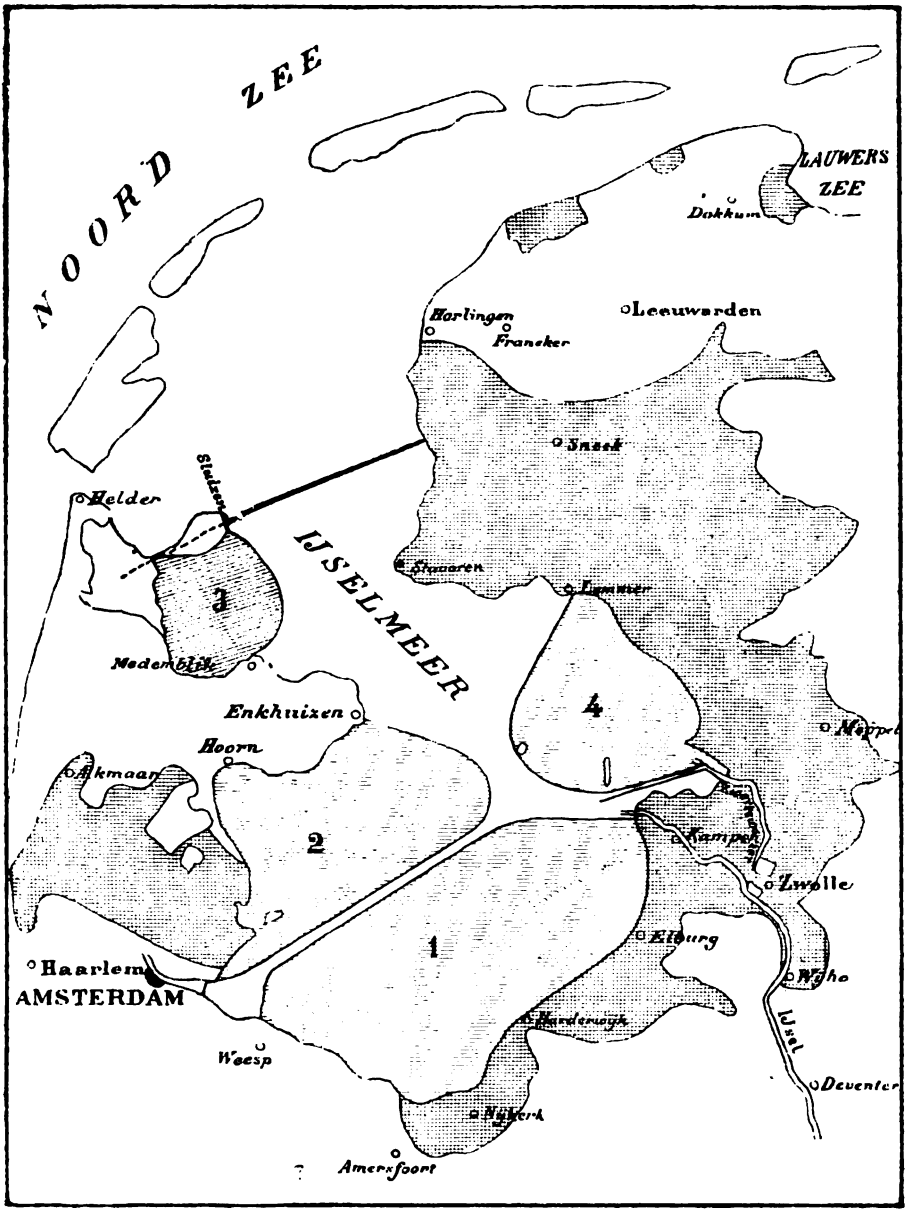 NOORD ZEE
LAUWERS
ZEE
Dokkum
Harlingen
Franeker
Leeuwarden
Sneek
Sluizen
Helder
IJSELMEER
Stavoren
Lemmer
3
Medemblik
Enkhuizen
4
Meppel
Hoorn
Alkmaar
2
Kampen
Zwolle
1
Elburg
Haarlem
AMSTERDAM
Wijhe
Harderwijk
IJsel
Weesp
Deventer
Nijkerk
Amersfoort